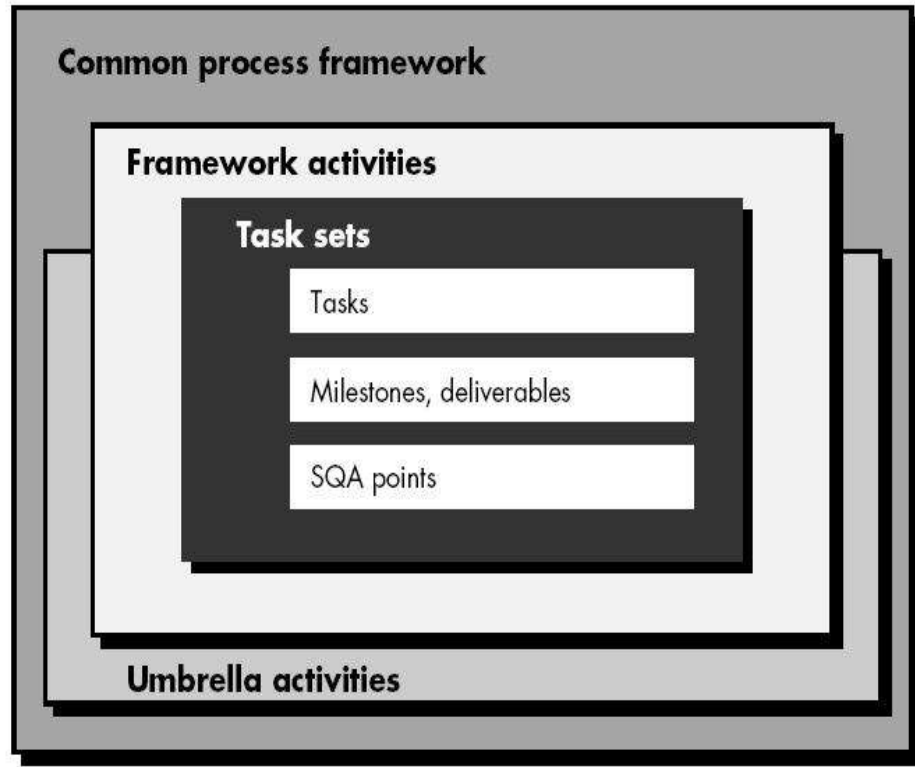 Common process framework
Framework activities
Task sets
Tasks
Milestones, deliverables
SQA points
Umbrella activities